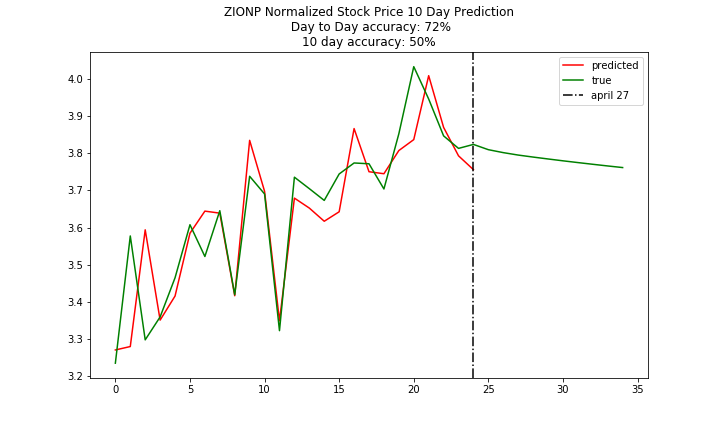 ZIONP Normalized Stock Price 10 Day Prediction
Day to Day accuracy: 72%
10 day accuracy: 50%
predicted
true
april 27
4.0
3.9
3.8
3.7
3.6
3.5
3.4
3.3
3.2
0 5 10 15 20 25 30 35